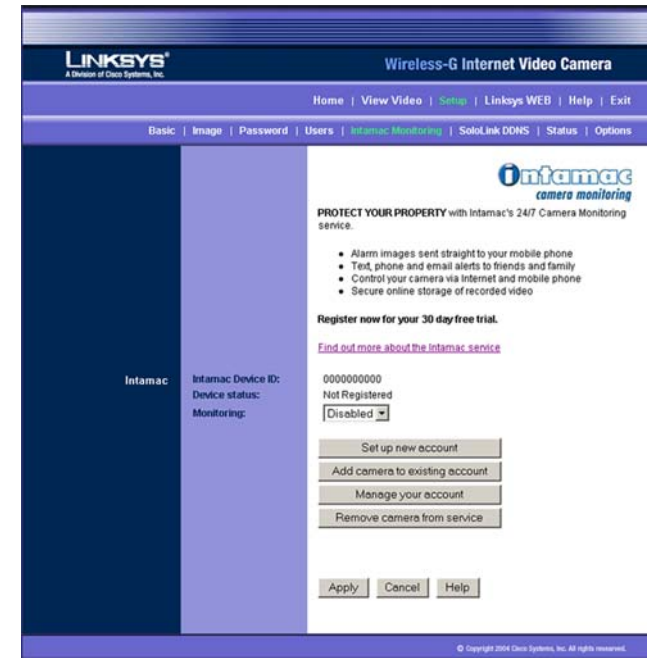 LINKSYS®
A Division of Cisco Systems, Inc.
Wireless-G Internet Video Camera
Home | View Video | Setup | Linksys WEB | Help | Exit
Basic | Image | Password | Users | Intamac Monitoring | SoloLink DDNS | Status | Options
intamac
camera monitoring
PROTECT YOUR PROPERTY with Intamac's 24/7 Camera Monitoring
service.
Alarm images sent straight to your mobile phone
Text, phone and email alerts to friends and family
Control your camera via Internet and mobile phone
Secure online storage of recorded video
Register now for your 30 day free trial.
Find out more about the Intamac service
Intamac
Intamac Device ID: 0000000000
Device status: Not Registered
Monitoring: Disabled
Set up new account
Add camera to existing account
Manage your account
Remove camera from service
Apply Cancel Help
© Copyright 2004 Cisco Systems, Inc. All rights reserved.